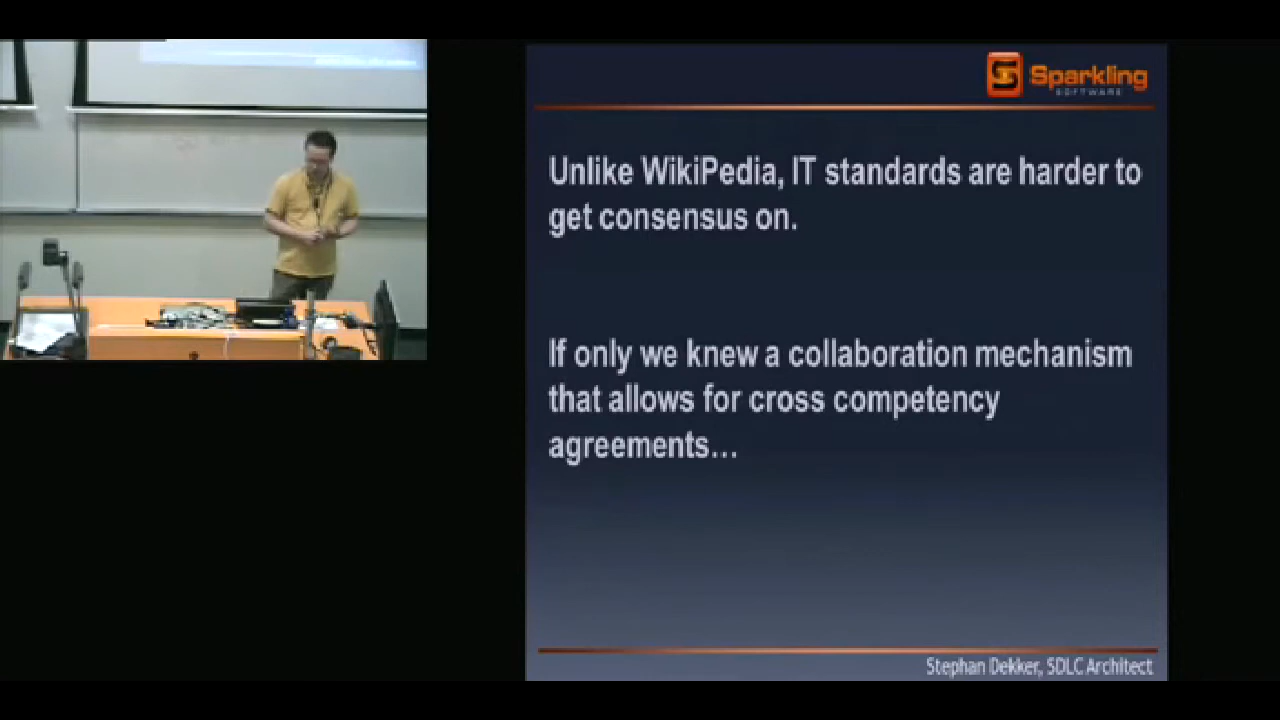 Sparkling
SOFTWARE
Unlike WikiPedia, IT standards are harder to
get consensus on.
If only we knew a collaboration mechanism
that allows for cross competency
agreements...
Stephan Dekker, SDLC Architect